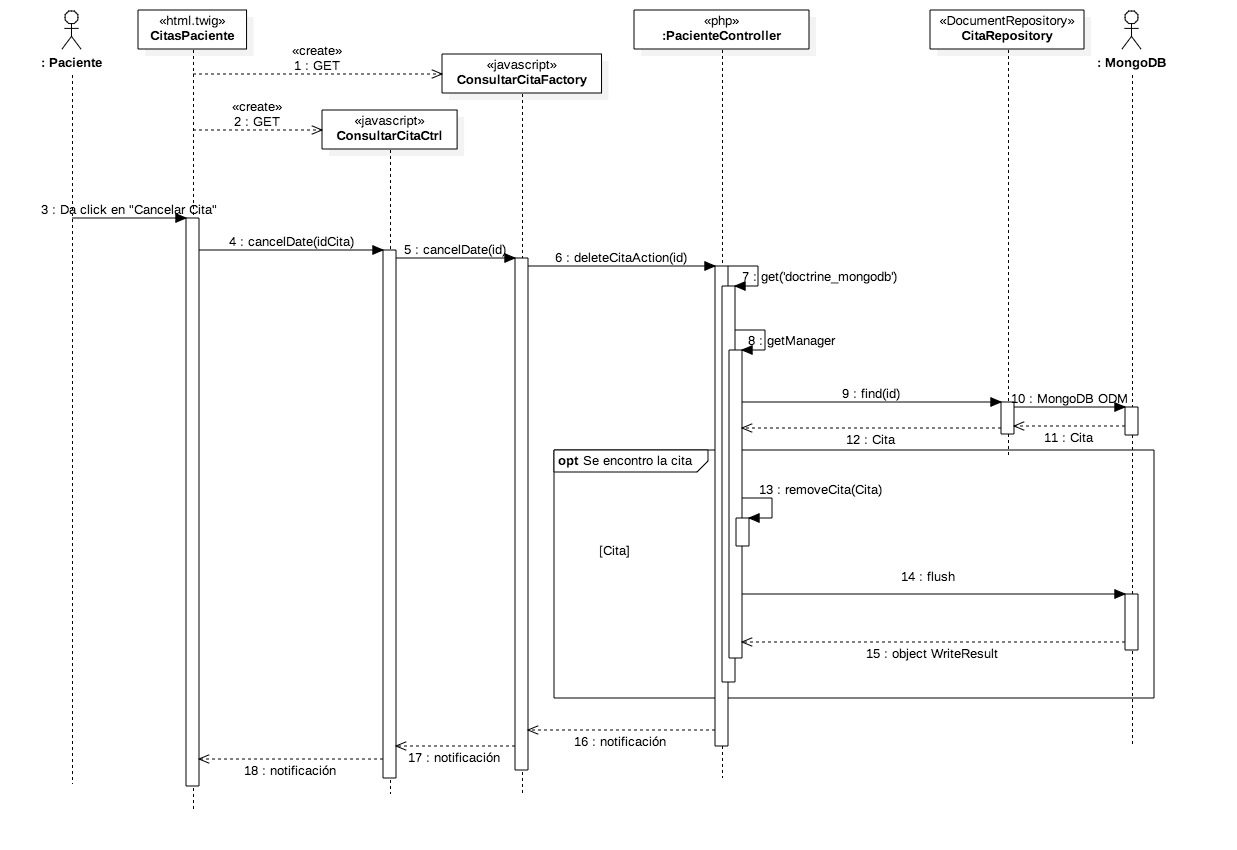 «html.twig»
CitasPaciente
«php»
:PacienteController
«DocumentRepository»
CitaRepository
: Paciente
: MongoDB
«create»
1 : GET
«javascript»
ConsultarCitaFactory
«create»
2 : GET
«javascript»
ConsultarCitaCtrl
3 : Da click en "Cancelar Cita"
4 : cancelDate(idCita)
5 : cancelDate(id)
6 : deleteCitaAction(id)
7 : get('doctrine_mongodb')
8 : getManager
9 : find(id)
10 : MongoDB ODM
11 : Cita
12 : Cita
opt Se encontro la cita
13 : removeCita(Cita)
[Cita]
14 : flush
15 : object WriteResult
16 : notificación
17 : notificación
18 : notificación